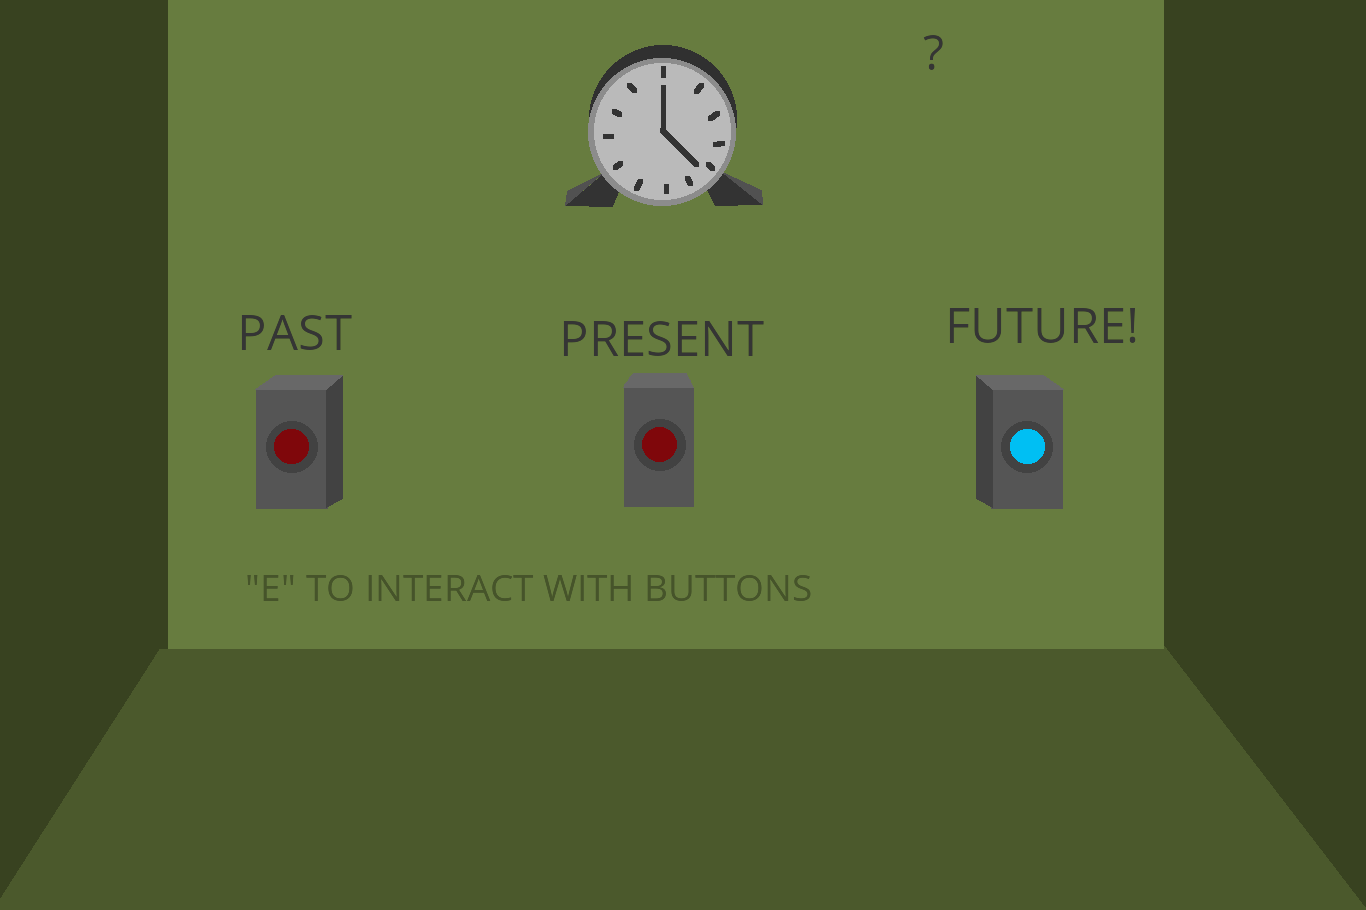 ?
PAST
PRESENT
FUTURE!
"E" TO INTERACT WITH BUTTONS